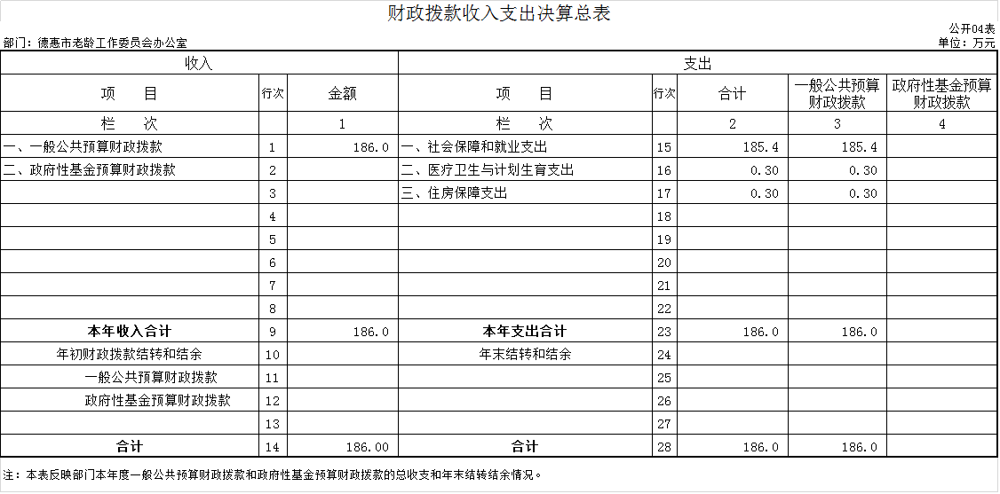 财政拨款收入支出决算总表
公开04表
部门：德惠市老龄工作委员会办公室 单位：万元
收入 支出
项 目 行次 金额 项 目 行次 合计 一般公共预算财政拨款 政府性基金预算财政拨款
栏 次 1 栏 次 2 3 4
一、一般公共预算财政拨款 1 186.0 一、社会保障和就业支出 15 185.4 185.4
二、政府性基金预算财政拨款 2 二、医疗卫生与计划生育支出 16 0.30 0.30
3 三、住房保障支出 17 0.30 0.30
4 18
5 19
6 20
7 21
8 22
本年收入合计 9 186.0 本年支出合计 23 186.0 186.0
年初财政拨款结转和结余 10 年末结转和结余 24
一般公共预算财政拨款 11 25
政府性基金预算财政拨款 12 26
13 27
合计 14 186.00 合计 28 186.0 186.0
注：本表反映部门本年度一般公共预算财政拨款和政府性基金预算财政拨款的总收支和年末结转结余情况。